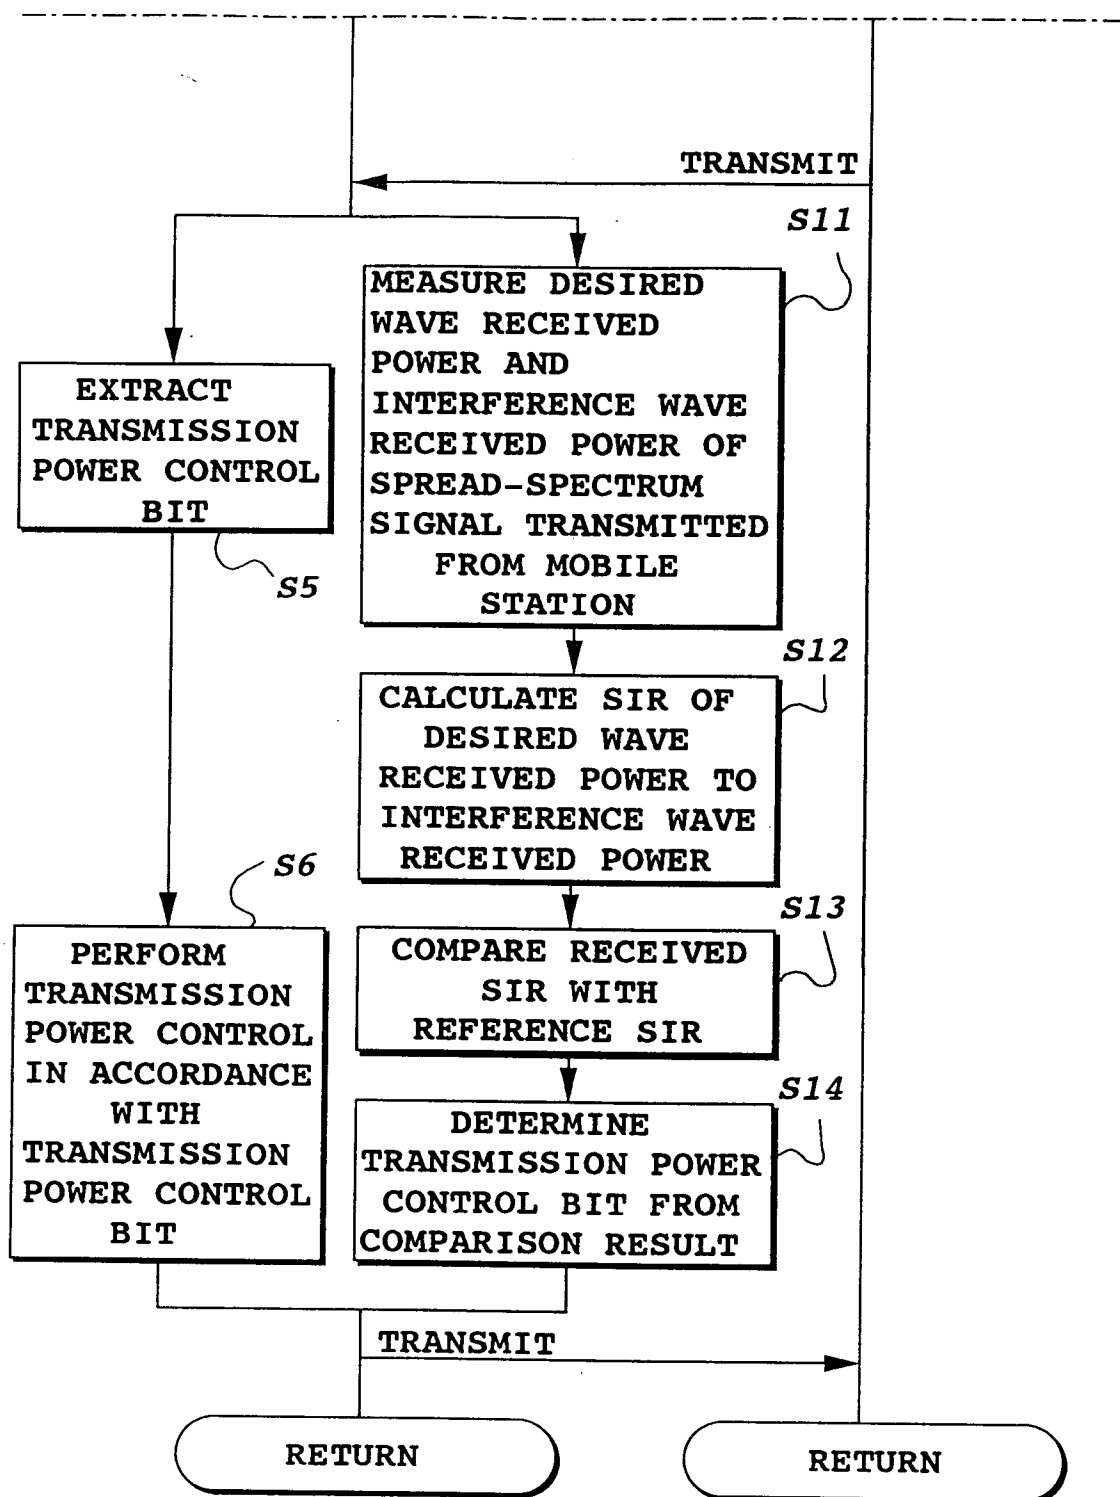 TRANSMIT
S11
MEASURE DESIRED
WAVE RECEIVED
POWER AND
INTERFERENCE WAVE
RECEIVED POWER OF
SPREAD-SPECTRUM
SIGNAL TRANSMITTED
FROM MOBILE
STATION
EXTRACT
TRANSMISSION
POWER CONTROL
BIT
S5
S12
CALCULATE SIR OF
DESIRED WAVE
RECEIVED POWER TO
INTERFERENCE WAVE
RECEIVED POWER
S6
S13
PERFORM
TRANSMISSION
POWER CONTROL
IN ACCORDANCE
WITH
TRANSMISSION
POWER CONTROL
BIT
COMPARE RECEIVED
SIR WITH
REFERENCE SIR
S14
DETERMINE
TRANSMISSION POWER
CONTROL BIT FROM
COMPARISON RESULT
TRANSMIT
RETURN
RETURN